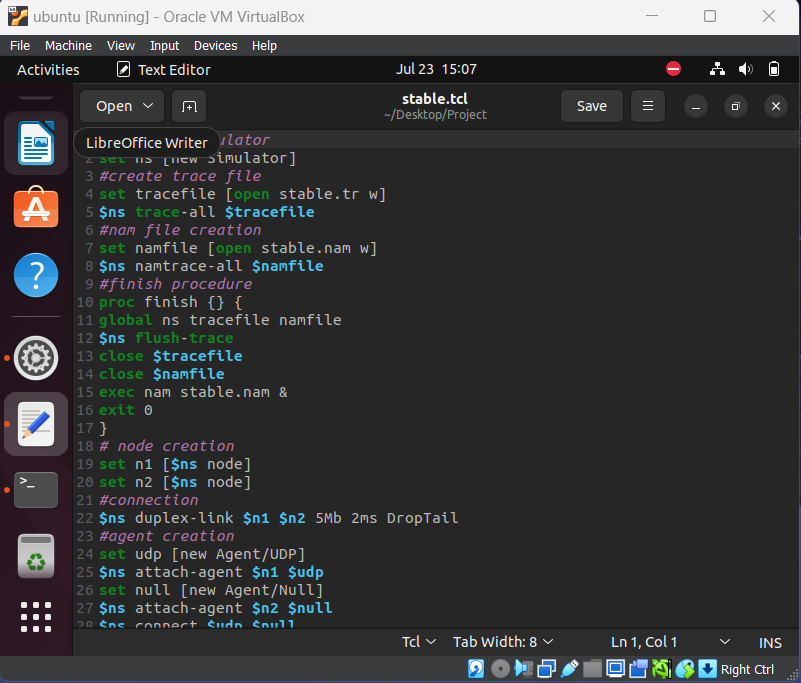 ubuntu [Running] - Oracle VM VirtualBox
File Machine View Input Devices Help
Activities Text Editor Jul 23 15:07
Open stable.tcl Save
~/Desktop/Project
LibreOffice Writer
ulator
2 set ns [new Simulator]
3 #create trace file
4 set tracefile [open stable.tr w]
5 $ns trace-all $tracefile
6 #nam file creation
7 set namfile [open stable.nam w]
8 $ns namtrace-all $namfile
9 #finish procedure
10 proc finish {} {
11 global ns tracefile namfile
12 $ns flush-trace
13 close $tracefile
14 close $namfile
15 exec nam stable.nam &
16 exit 0
17 }
18 # node creation
19 set n1 [$ns node]
20 set n2 [$ns node]
21 #connection
22 $ns duplex-link $n1 $n2 5Mb 2ms DropTail
23 #agent creation
24 set udp [new Agent/UDP]
25 $ns attach-agent $n1 $udp
26 set null [new Agent/Null]
27 $ns attach-agent $n2 $null
28 $ns connect $udp $null
Tcl Tab Width: 8 Ln 1, Col 1 INS
Right Ctrl